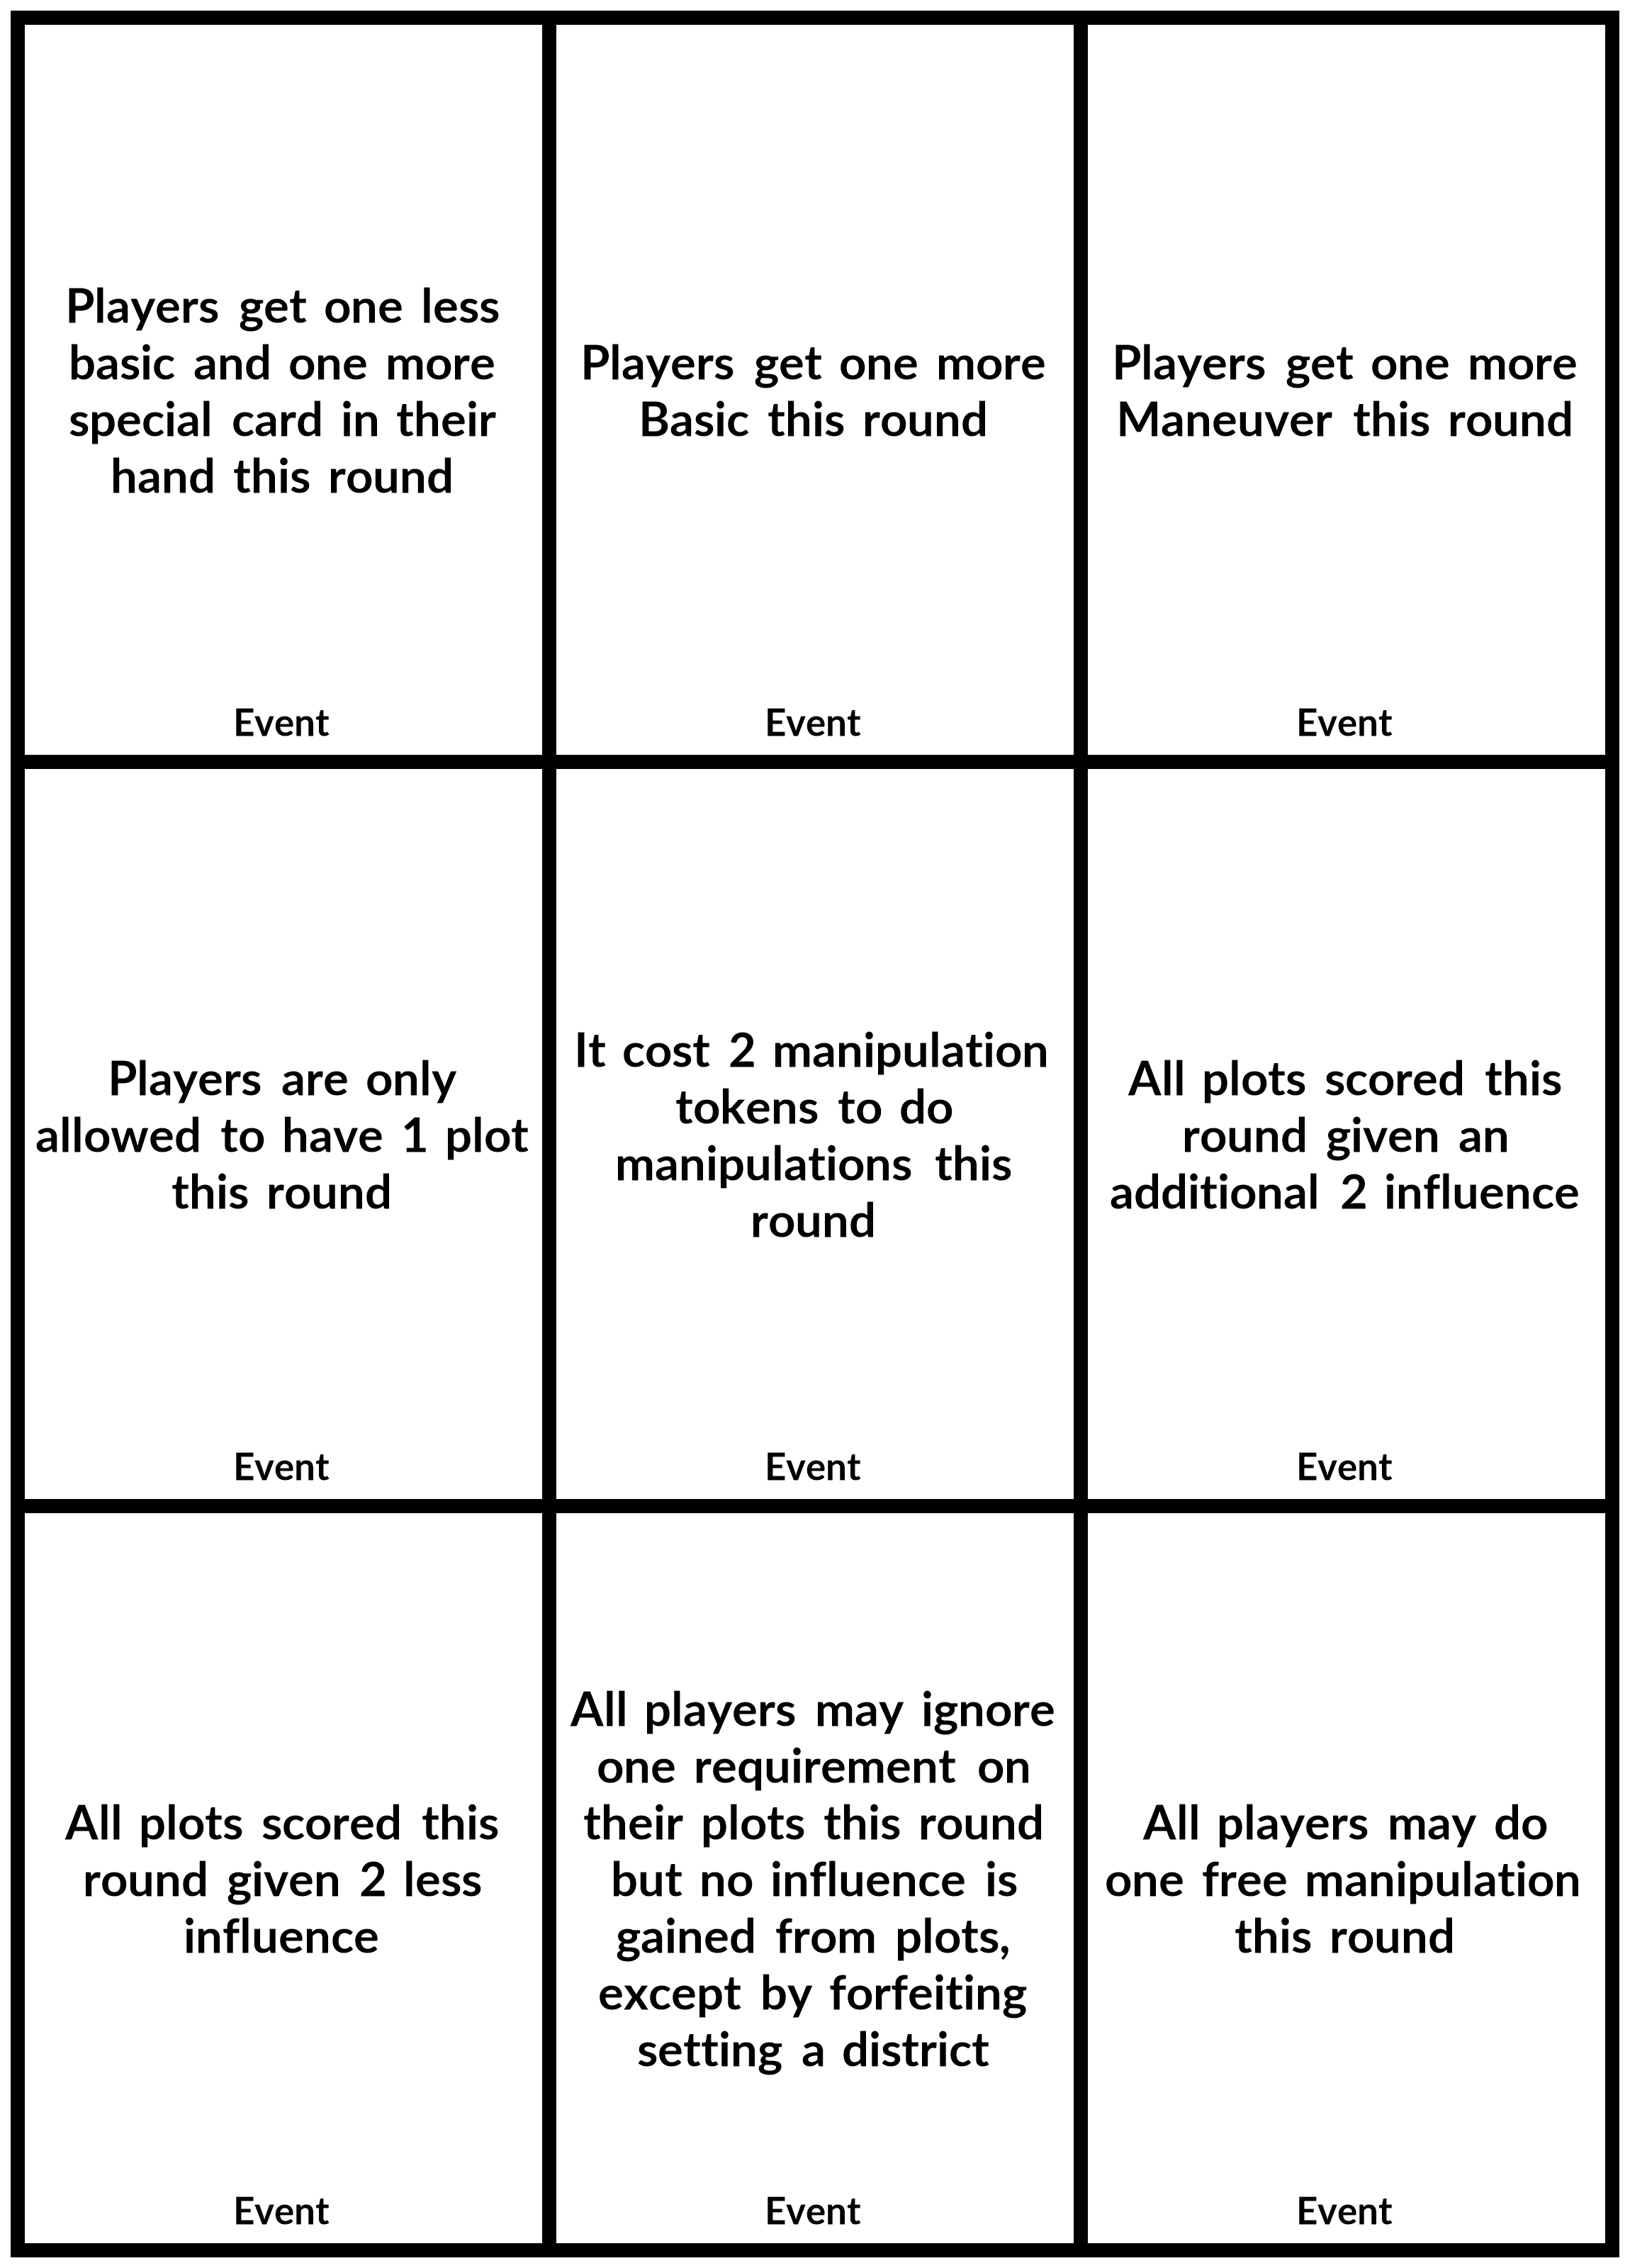 Players get one less
basic and one more
special card in their
hand this round
Event
Players get one more
Basic this round
Event
Players get one more
Maneuver this round
Event
Players are only
allowed to have 1 plot
this round
Event
It cost 2 manipulation
tokens to do
manipulations this
round
Event
All plots scored this
round given an
additional 2 influence
Event
All plots scored this
round given 2 less
influence
Event
All players may ignore
one requirement on
their plots this round
but no influence is
gained from plots,
except by forfeiting
setting a district
Event
All players may do
one free manipulation
this round
Event